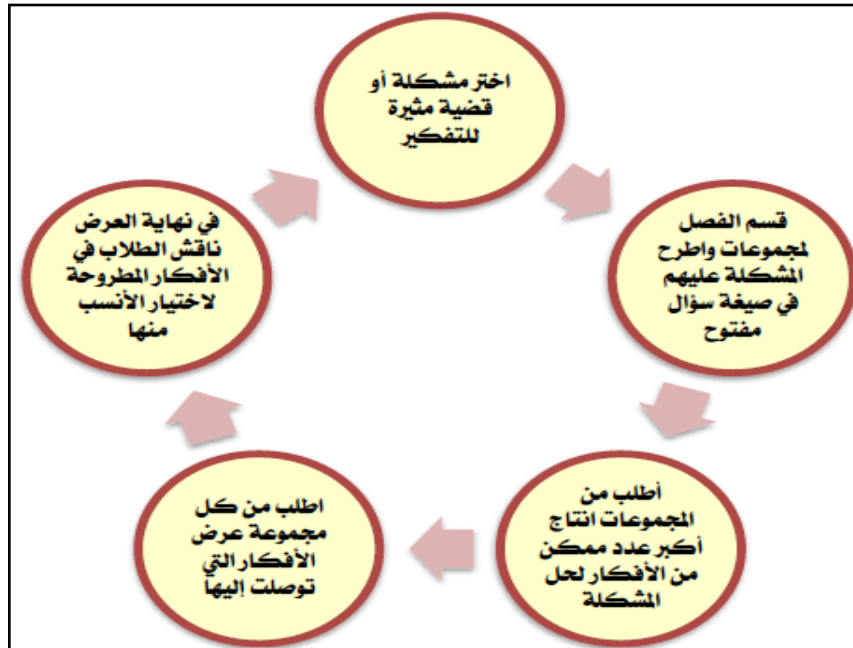 اختر مشكلة أو
قضية مثيرة
للتفكير
قسم الفصل
لمجموعات واطرح
المشكلة عليهم
في صيغة سؤال
مفتوح
أطلب من
المجموعات انتاج
أكبر عدد ممكن
من الأفكار لحل
المشكلة
اطلب من كل
مجموعة عرض
الأفكار التي
توصلت إليها
في نهاية العرض
ناقش الطلاب في
الأفكار المطروحة
لاختيار الأنسب
منها